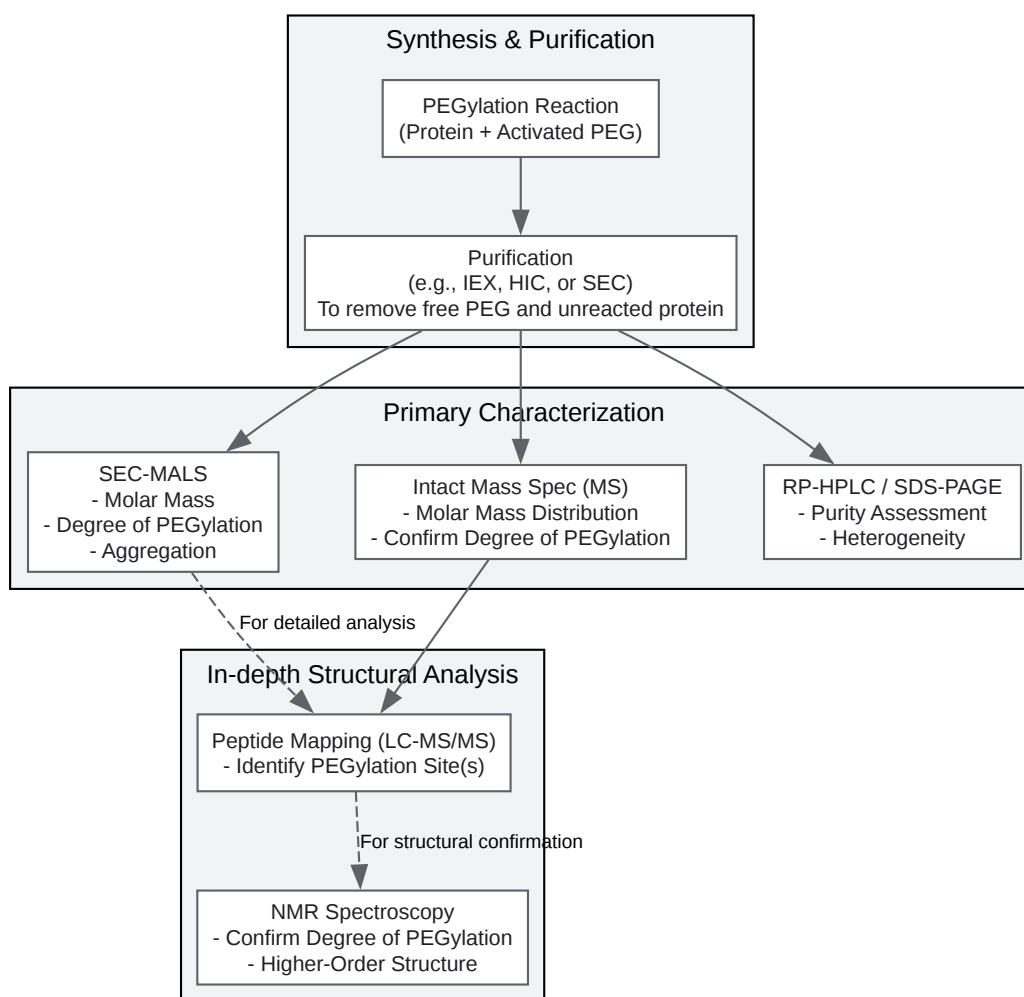 Synthesis & Purification
PEGylation Reaction
(Protein + Activated PEG)
Purification
(e.g., IEX, HIC, or SEC)
To remove free PEG and unreacted protein
Primary Characterization
SEC-MALS
- Molar Mass
- Degree of PEGylation
- Aggregation
Intact Mass Spec (MS)
- Molar Mass Distribution
- Confirm Degree of PEGylation
RP-HPLC / SDS-PAGE
- Purity Assessment
- Heterogeneity
For detailed analysis
In-depth Structural Analysis
Peptide Mapping (LC-MS/MS)
- Identify PEGylation Site(s)
For structural confirmation
NMR Spectroscopy
- Confirm Degree of PEGylation
- Higher-Order Structure